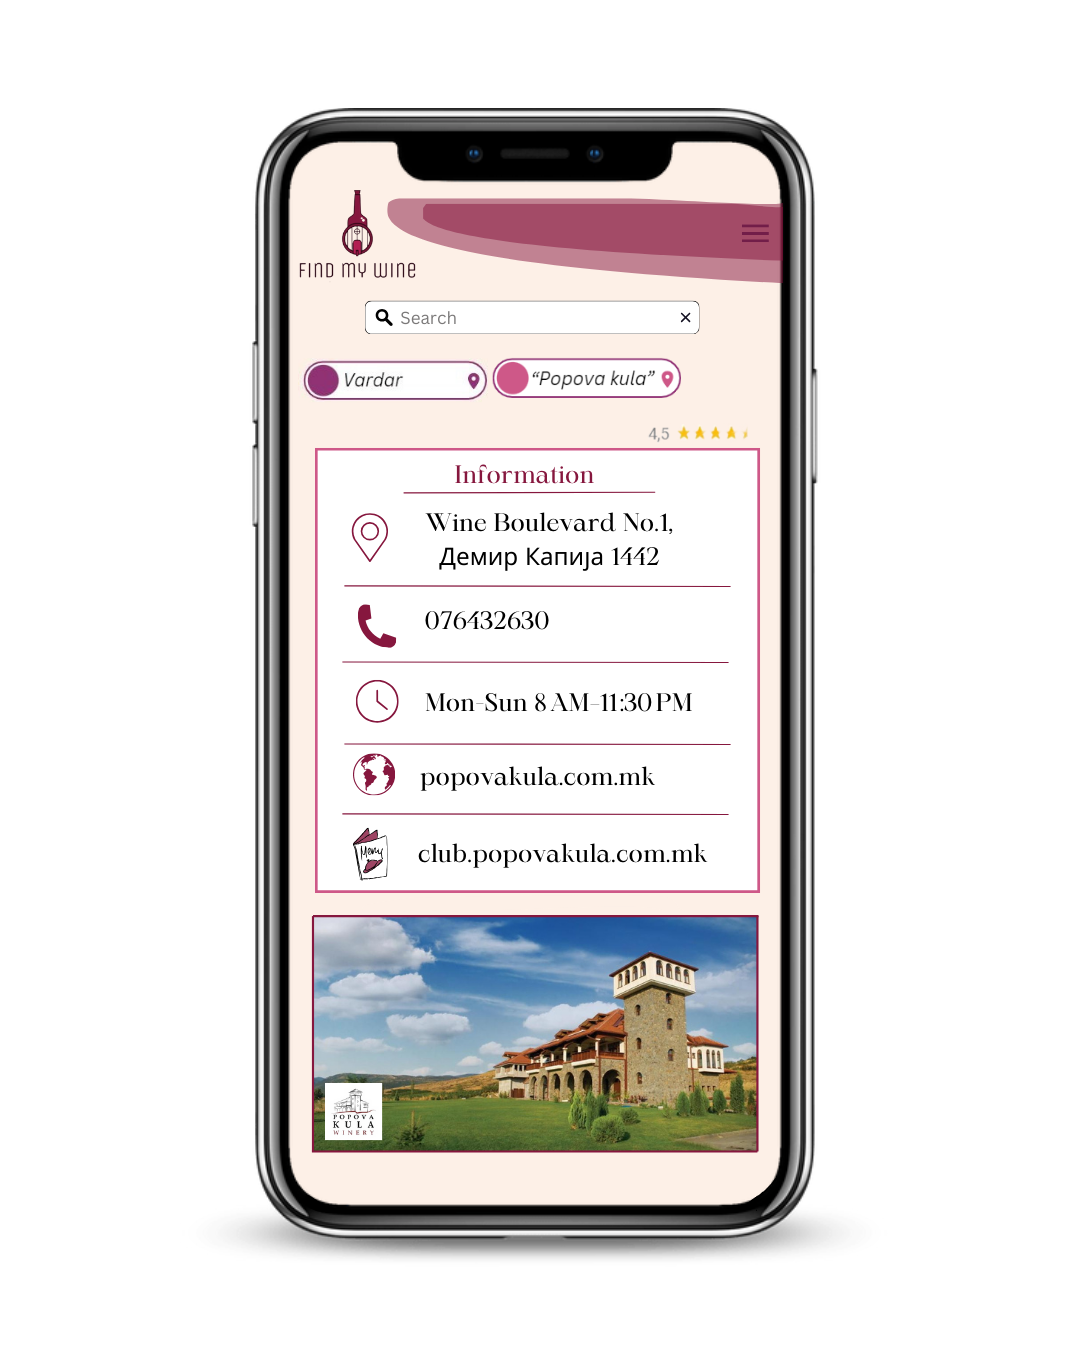 FIND MY WINE
Search
Vardar
“Popova kula”
4,5
Information
Wine Boulevard No.1,
Демир Капија 1442
076432630
Mon-Sun 8 AM-11:30 PM
popovakula.com.mk
Menu
club.popovakula.com.mk
POPOVA
KULA
WINERY